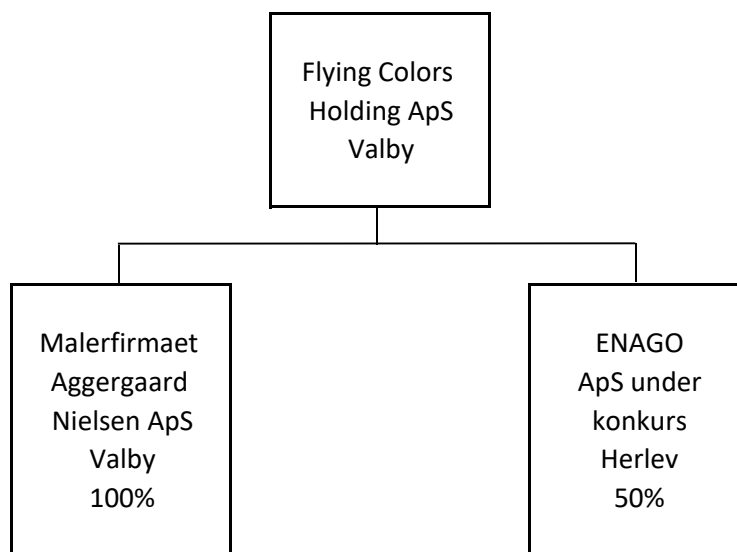 Flying Colors
Holding ApS
Valby
Malerfirmaet
Aggergaard
Nielsen ApS
Valby
100%
ENAGO
ApS under
konkurs
Herlev
50%